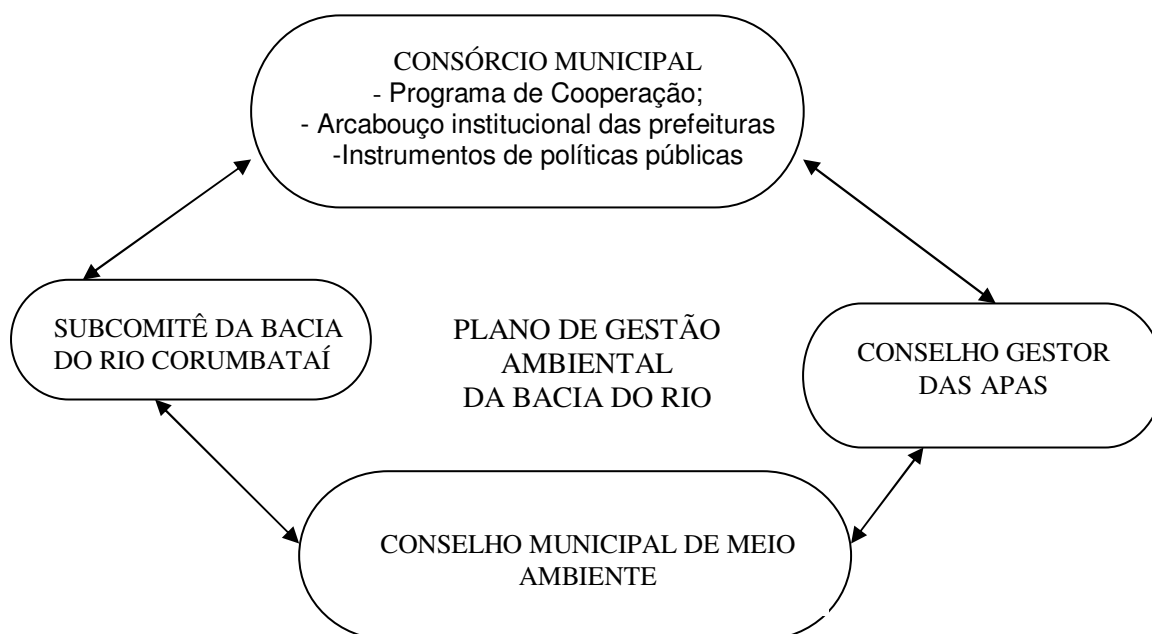 CONSÓRCIO MUNICIPAL
- Programa de Cooperação;
- Arcabouço institucional das prefeituras
-Instrumentos de políticas públicas
SUBCOMITÊ DA BACIA
DO RIO CORUMBATAÍ
PLANO DE GESTÃO
AMBIENTAL
DA BACIA DO RIO
CONSELHO GESTOR
DAS APAS
CONSELHO MUNICIPAL DE MEIO
AMBIENTE